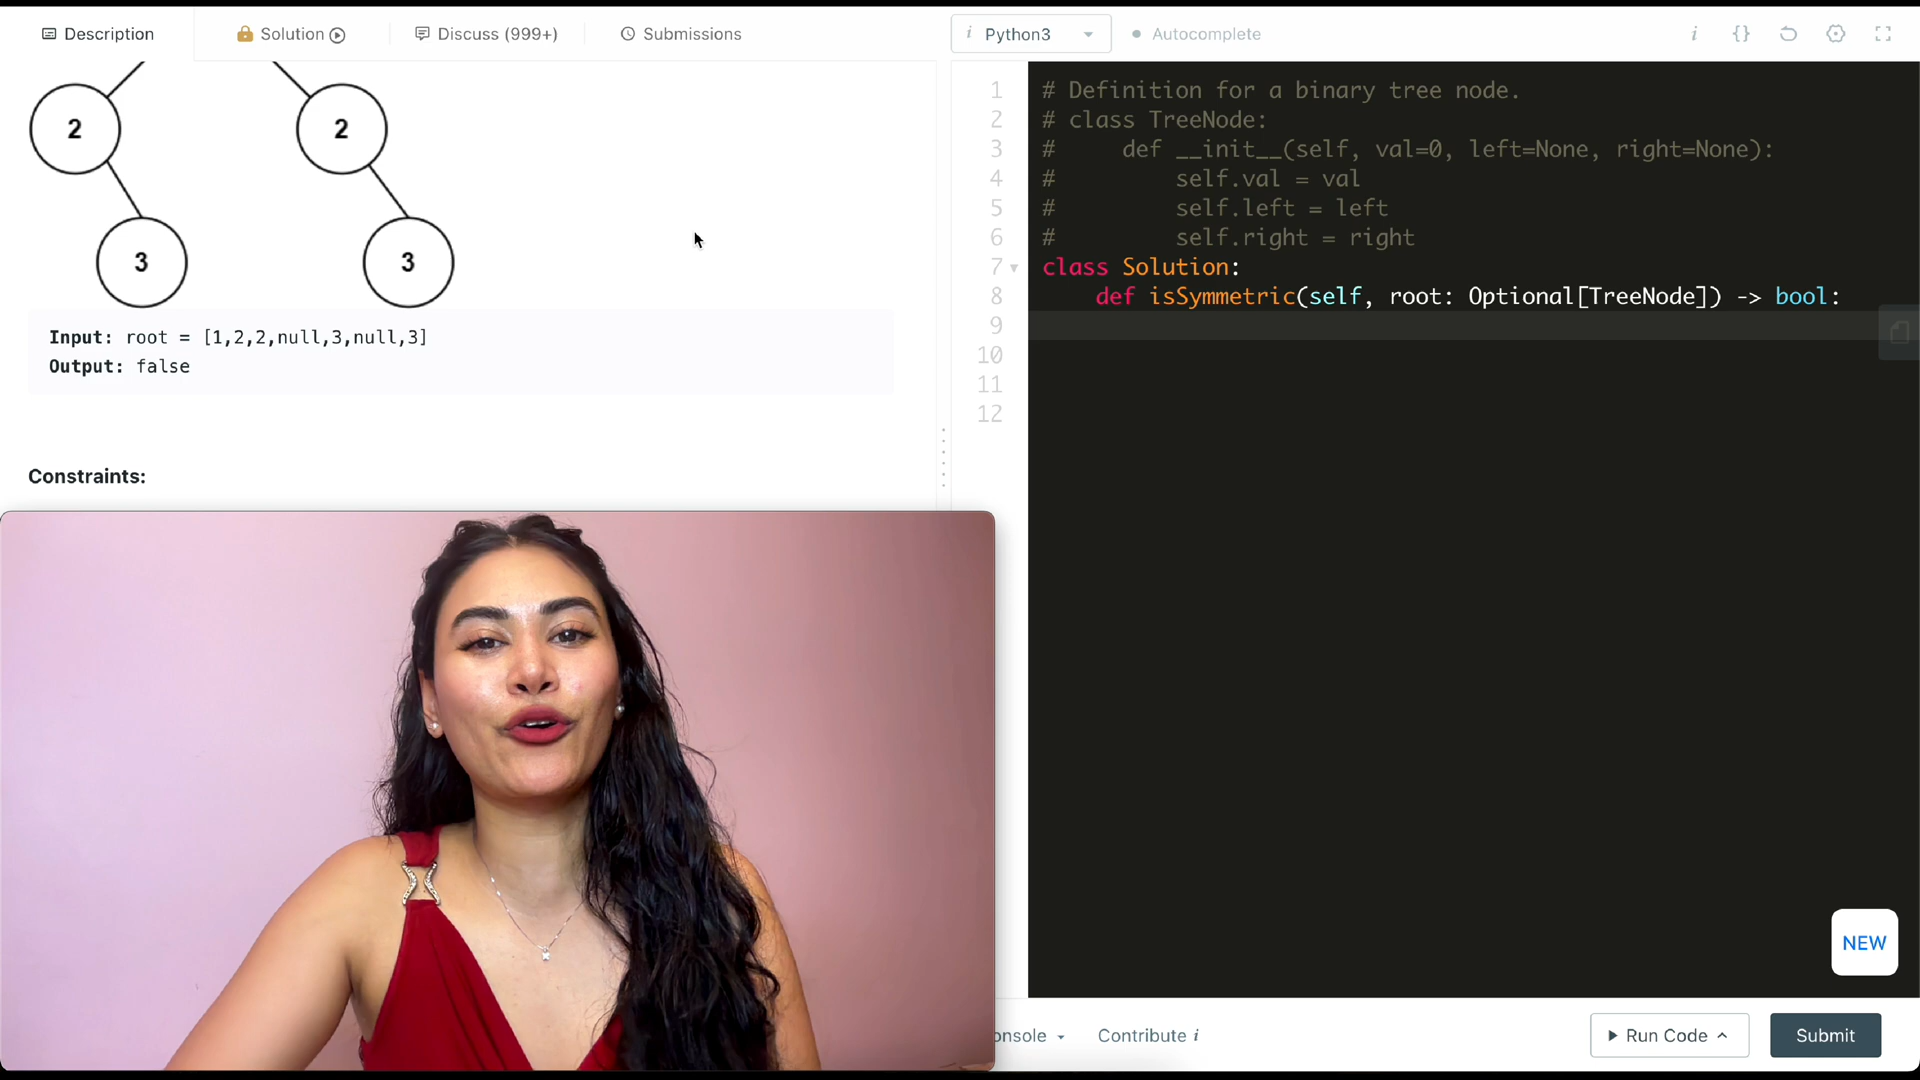 Description
Solution
Discuss (999+)
Submissions
i Python3
Autocomplete
i {}
2
2
3
3
Input: root = [1,2,2,null,3,null,3]
Output: false
Constraints:
1 # Definition for a binary tree node.
2 # class TreeNode:
3 #     def __init__(self, val=0, left=None, right=None):
4 #         self.val = val
5 #         self.left = left
6 #         self.right = right
7 class Solution:
8     def isSymmetric(self, root: Optional[TreeNode]) -> bool:
9
10
11
12
NEW
onsole
Contribute i
Run Code
Submit